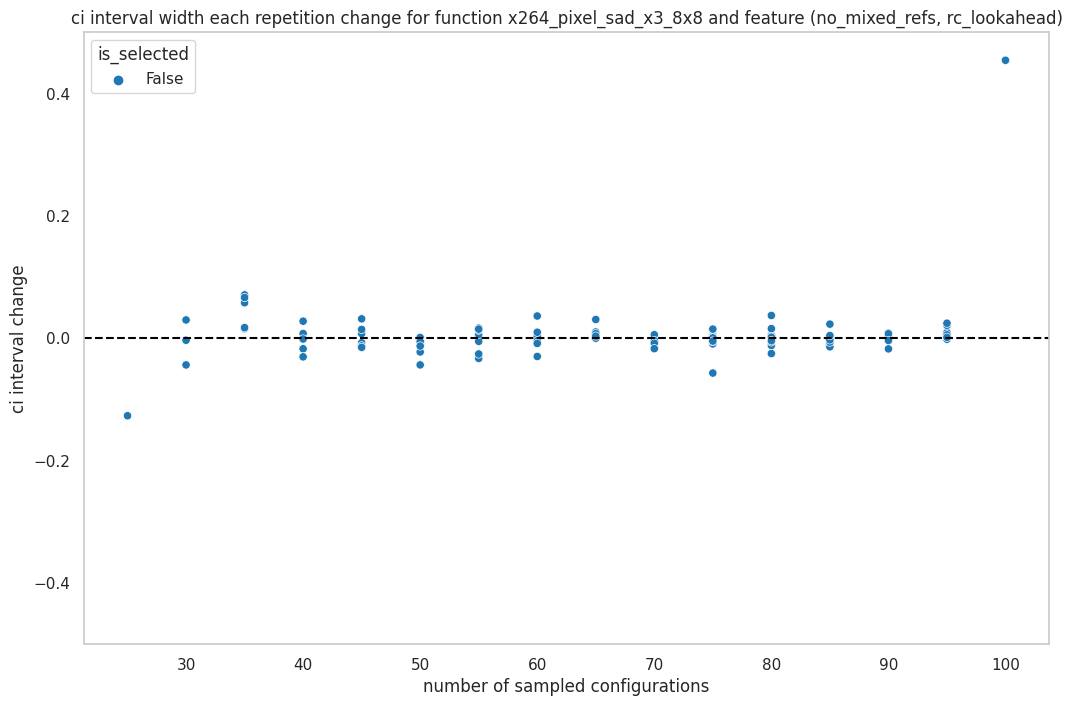 ci interval width each repetition change for function x264_pixel_sad_x3_8x8 and feature (no_mixed_refs, rc_lookahead)
is_selected
False
0.4
0.2
0.0
−0.2
−0.4
ci interval change
30 40 50 60 70 80 90 100
number of sampled configurations